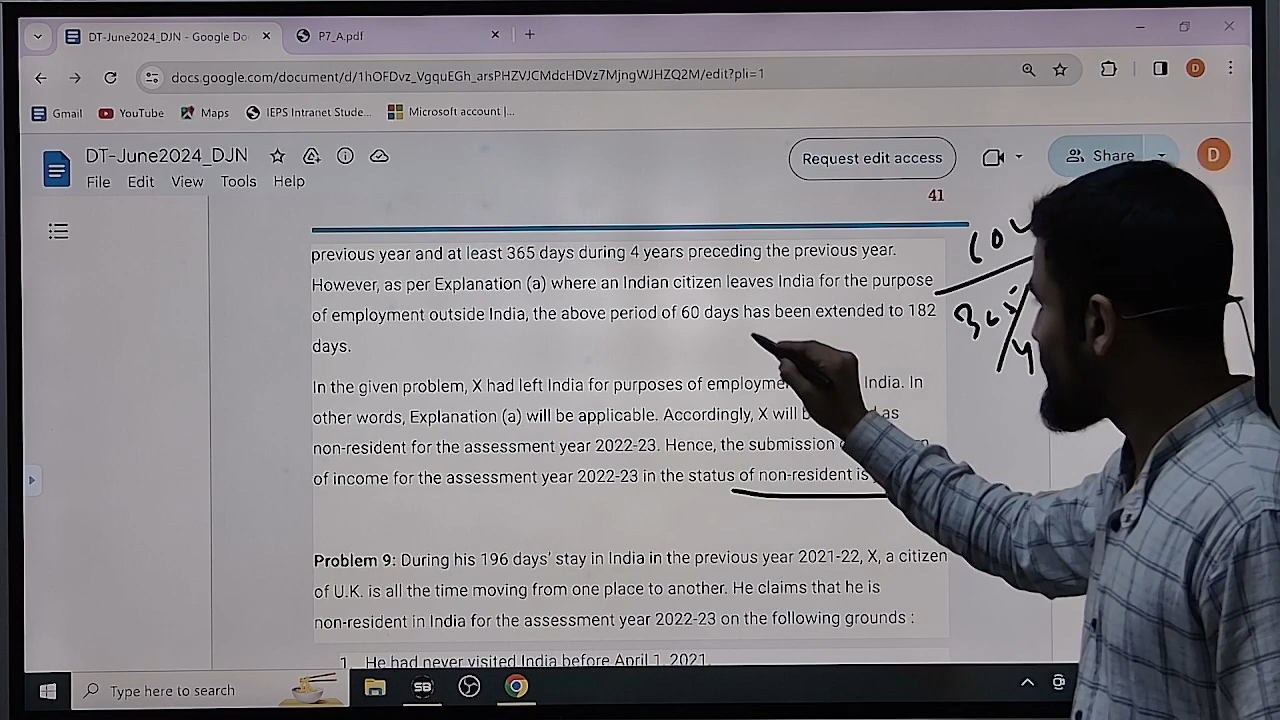 DT-June2024_DJN - Google Do
P7_A.pdf
docs.google.com/document/d/1hOFDvz_VgquEGh_arsrHZVJCMdcHDVz7MjngWJHZQ2M/edit?pli=1
Gmail YouTube Maps IEPS Intranet Stude... Microsoft account |...
DT-June2024_DJN
Request edit access
Share
D
File Edit View Tools Help
41
previous year and at least 365 days during 4 years preceding the previous year.
However, as per Explanation (a) where an Indian citizen leaves India for the purpose
of employment outside India, the above period of 60 days has been extended to 182
days.
In the given problem, X had left India for purposes of India. In
other words, Explanation (a) will be applicable. Accordingly, X will as
non-resident for the assessment year 2022-23. Hence, the submission
of income for the assessment year 2022-23 in the status of non-resident is
Problem 9: During his 196 days' stay in India in the previous year 2021-22, X, a citizen
of U.K. is all the time moving from one place to another. He claims that he is
non-resident in India for the assessment year 2022-23 on the following grounds :
1. He had never visited India before April 1, 2021.
Type here to search